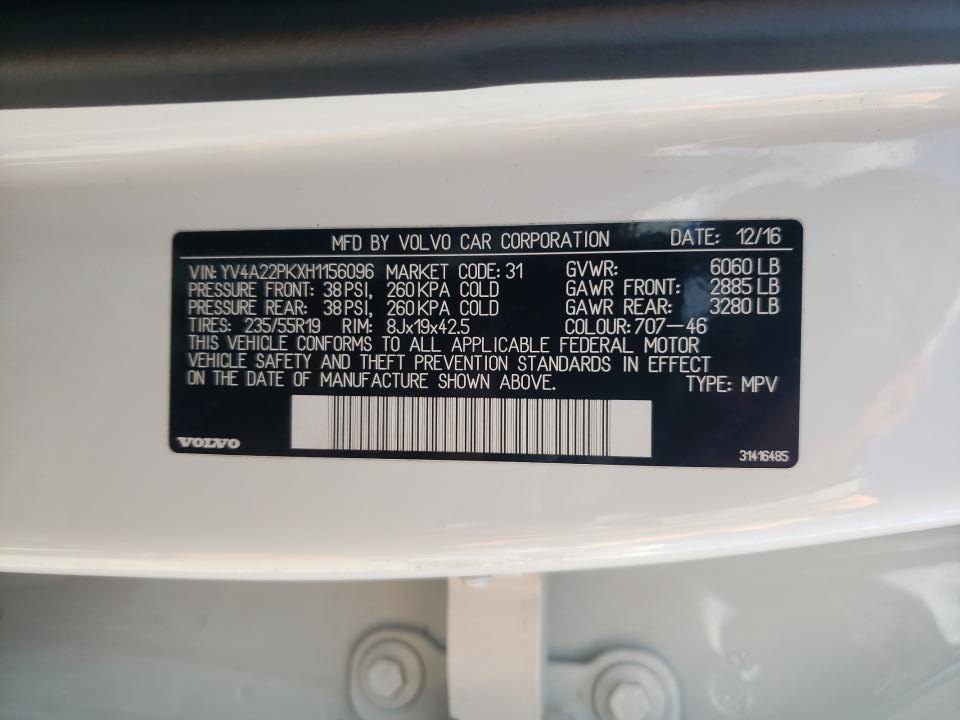 MFD BY VOLVO CAR CORPORATION DATE: 12/16
VIN: YV4A22PKXH1156096 MARKET CODE: 31 GVWR: 6060 LB
PRESSURE FRONT: 38 PSI, 260 KPA COLD GAWR FRONT: 2885 LB
PRESSURE REAR: 38 PSI, 260 KPA COLD GAWR REAR: 3280 LB
TIRES: 235/55R19 RIM: 8Jx19x42.5 COLOUR: 707-46
THIS VEHICLE CONFORMS TO ALL APPLICABLE FEDERAL MOTOR
VEHICLE SAFETY AND THEFT PREVENTION STANDARDS IN EFFECT
ON THE DATE OF MANUFACTURE SHOWN ABOVE. TYPE: MPV
VOLVO 31416485